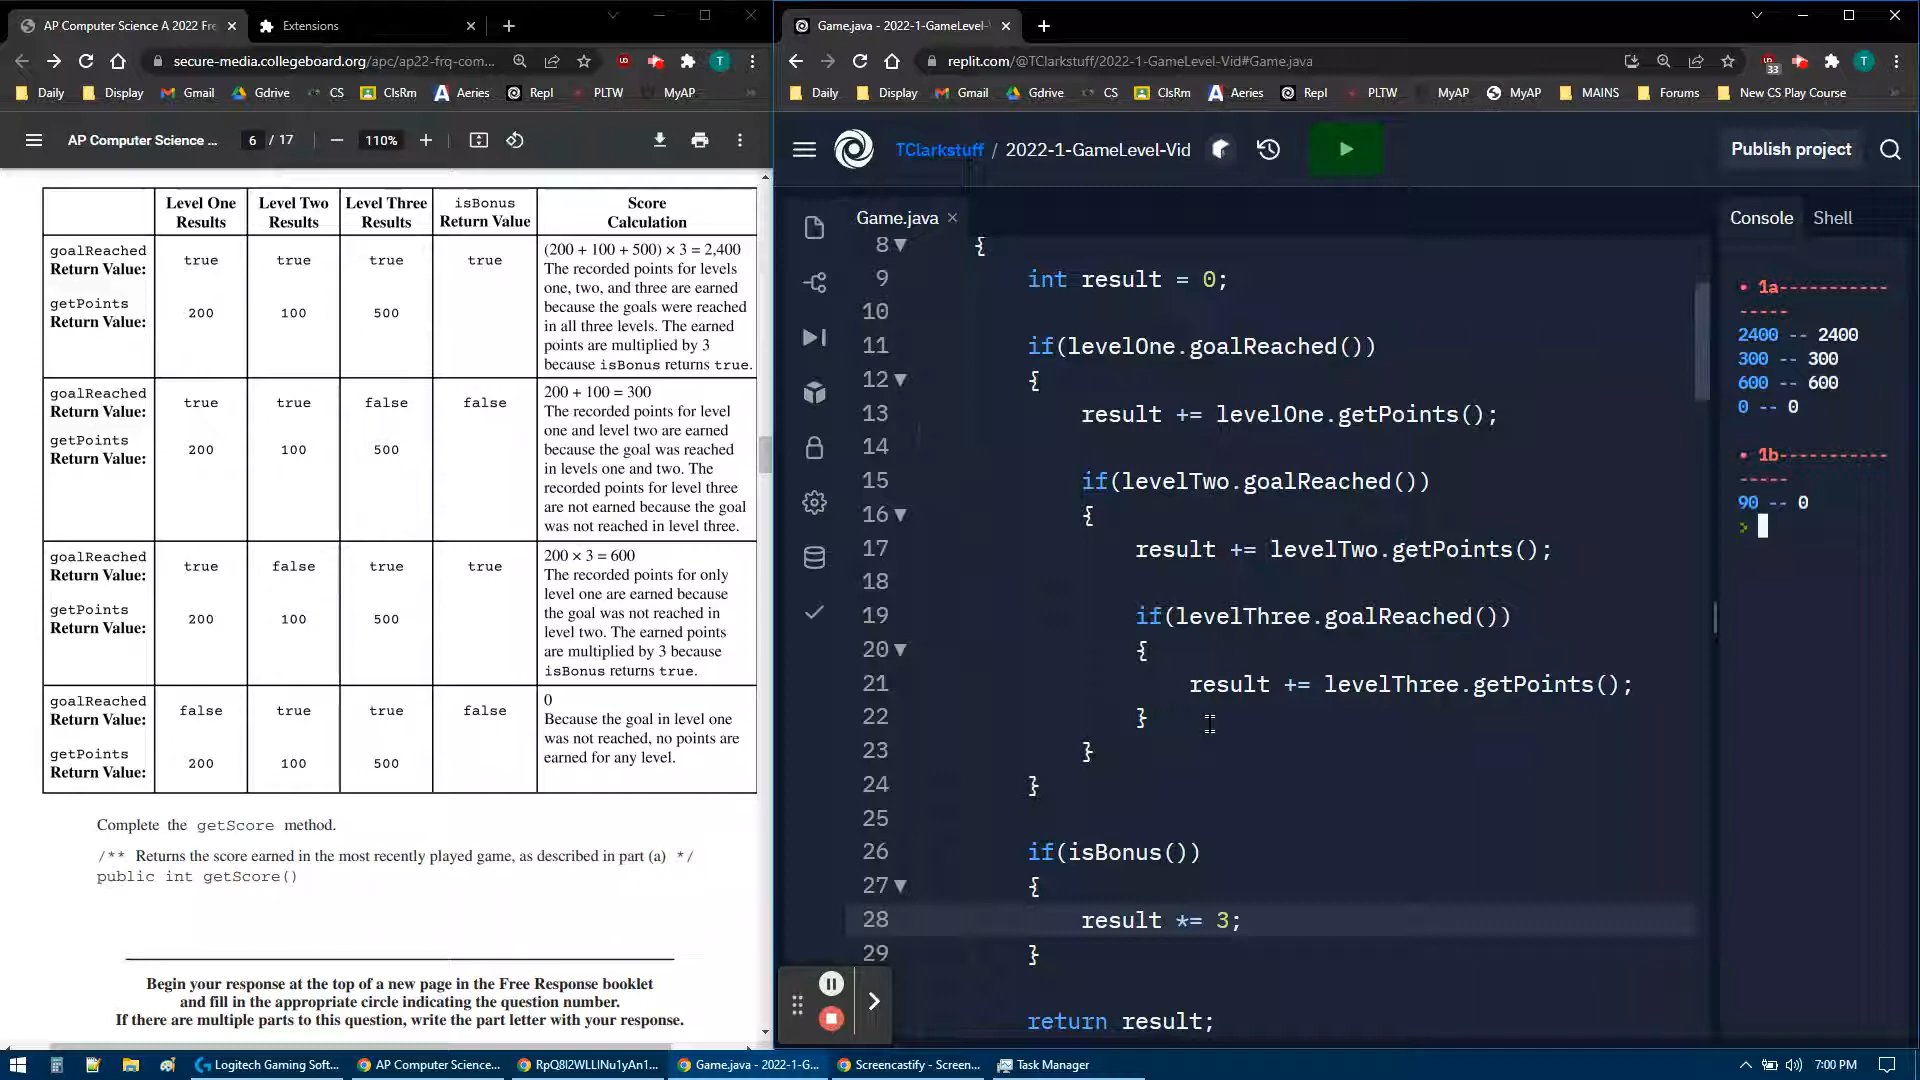 AP Computer Science A 2022 Fre
Extensions
secure-media.collegeboard.org/apc/ap22-frq-com...
Daily
Display
Gmail
Gdrive
CS
ClsRm
Aeries
Repl
PLTW
MyAP
AP Computer Science ...
6 / 17
110%
Level One Results
Level Two Results
Level Three Results
isBonus Return Value
Score Calculation
goalReached
Return Value:
true
true
true
true
getPoints
Return Value:
200
100
500
(200 + 100 + 500) × 3 = 2,400
The recorded points for levels
one, two, and three are earned
because the goals were reached
in all three levels. The earned
points are multiplied by 3
because isBonus returns true.
goalReached
Return Value:
true
true
false
false
getPoints
Return Value:
200
100
500
200 + 100 = 300
The recorded points for level
one and level two are earned
because the goal was reached
in levels one and two. The
recorded points for level three
are not earned because the goal
was not reached in level three.
goalReached
Return Value:
true
false
true
true
getPoints
Return Value:
200
100
500
200 × 3 = 600
The recorded points for only
level one are earned because
the goal was not reached in
level two. The earned points
are multiplied by 3 because
isBonus returns true.
goalReached
Return Value:
false
true
true
false
getPoints
Return Value:
200
100
500
0
Because the goal in level one
was not reached, no points are
earned for any level.
Complete the getScore method.
/** Returns the score earned in the most recently played game, as described in part (a) */
public int getScore()
Begin your response at the top of a new page in the Free Response booklet
and fill in the appropriate circle indicating the question number.
If there are multiple parts to this question, write the part letter with your response.
Game.java - 2022-1-GameLevel-
replit.com/@TClarkstuff/2022-1-GameLevel-Vid#Game.java
33
T
Daily
Display
Gmail
Gdrive
CS
ClsRm
Aeries
Repl
PLTW
MyAP
MyAP
MAINS
Forums
New CS Play Course
TClarkstuff / 2022-1-GameLevel-Vid
Publish project
Game.java
Console
Shell
8 {
9 int result = 0;
10
11 if(levelOne.goalReached())
12 {
13 result += levelOne.getPoints();
14
15 if(levelTwo.goalReached())
16 {
17 result += levelTwo.getPoints();
18
19 if(levelThree.goalReached())
20 {
21 result += levelThree.getPoints();
22 }
23 }
24 }
25
26 if(isBonus())
27 {
28 result *= 3;
29 }
return result;
1a-----------
-----
2400 -- 2400
300 -- 300
600 -- 600
0 -- 0
1b-----------
-----
90 -- 0
Logitech Gaming Soft...
AP Computer Science...
RpQ8I2WLLlNu1yAn1...
Game.java - 2022-1-G...
Screencastify - Screen...
Task Manager
7:00 PM